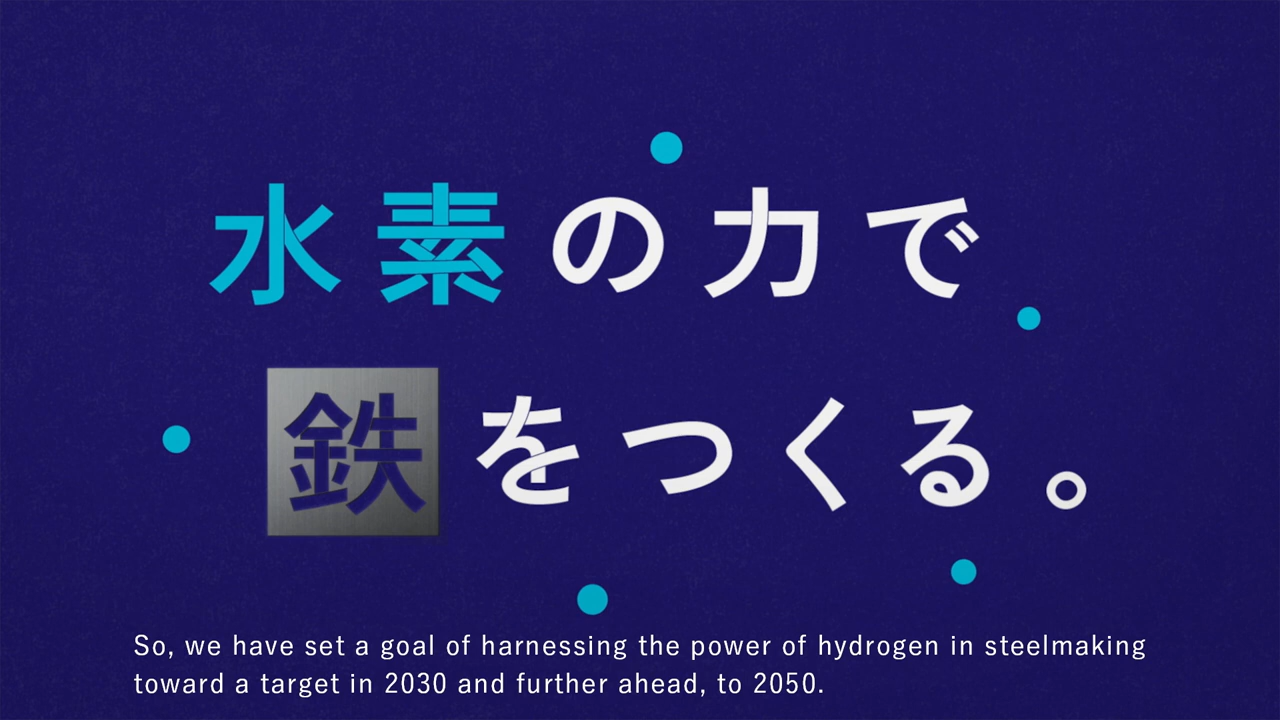 水素の力で
鉄をつくる。
So, we have set a goal of harnessing the power of hydrogen in steelmaking
toward a target in 2030 and further ahead, to 2050.